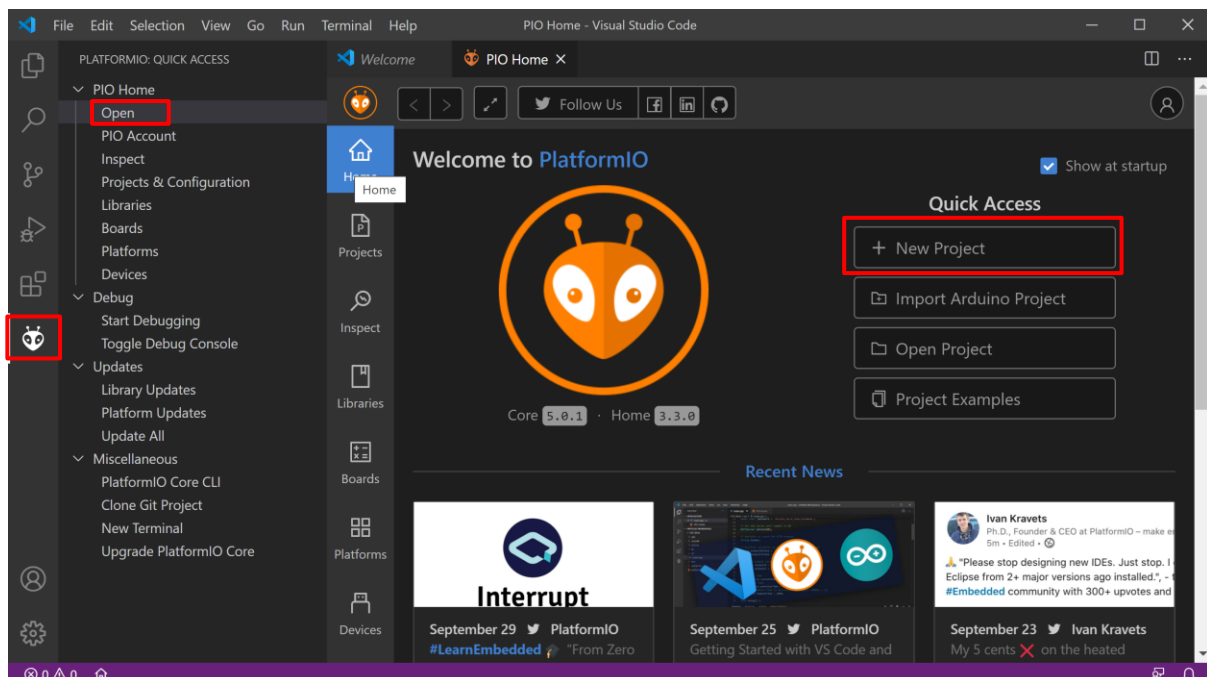 File Edit Selection View Go Run Terminal Help PIO Home - Visual Studio Code
PLATFORMIO: QUICK ACCESS
PIO Home
Open
PIO Account
Inspect
Projects & Configuration
Libraries
Boards
Platforms
Devices
Debug
Start Debugging
Toggle Debug Console
Updates
Library Updates
Platform Updates
Update All
Miscellaneous
PlatformIO Core CLI
Clone Git Project
New Terminal
Upgrade PlatformIO Core
Welcome PIO Home
Follow Us
Home
Home
Projects
Inspect
Libraries
Boards
Platforms
Devices
Welcome to PlatformIO
Show at startup
Core 5.0.1 · Home 3.3.0
Quick Access
New Project
Import Arduino Project
Open Project
Project Examples
Recent News
Interrupt
September 29 PlatformIO
#LearnEmbedded "From Zero
September 25 PlatformIO
Getting Started with VS Code and
Ivan Kravets
Ph.D., Founder & CEO at PlatformIO – make
5m • Edited •
"Please stop designing new IDEs. Just stop. I
Eclipse from 2+ major versions ago installed.", -
#Embedded community with 300+ upvotes and
September 23 Ivan Kravets
My 5 cents on the heated